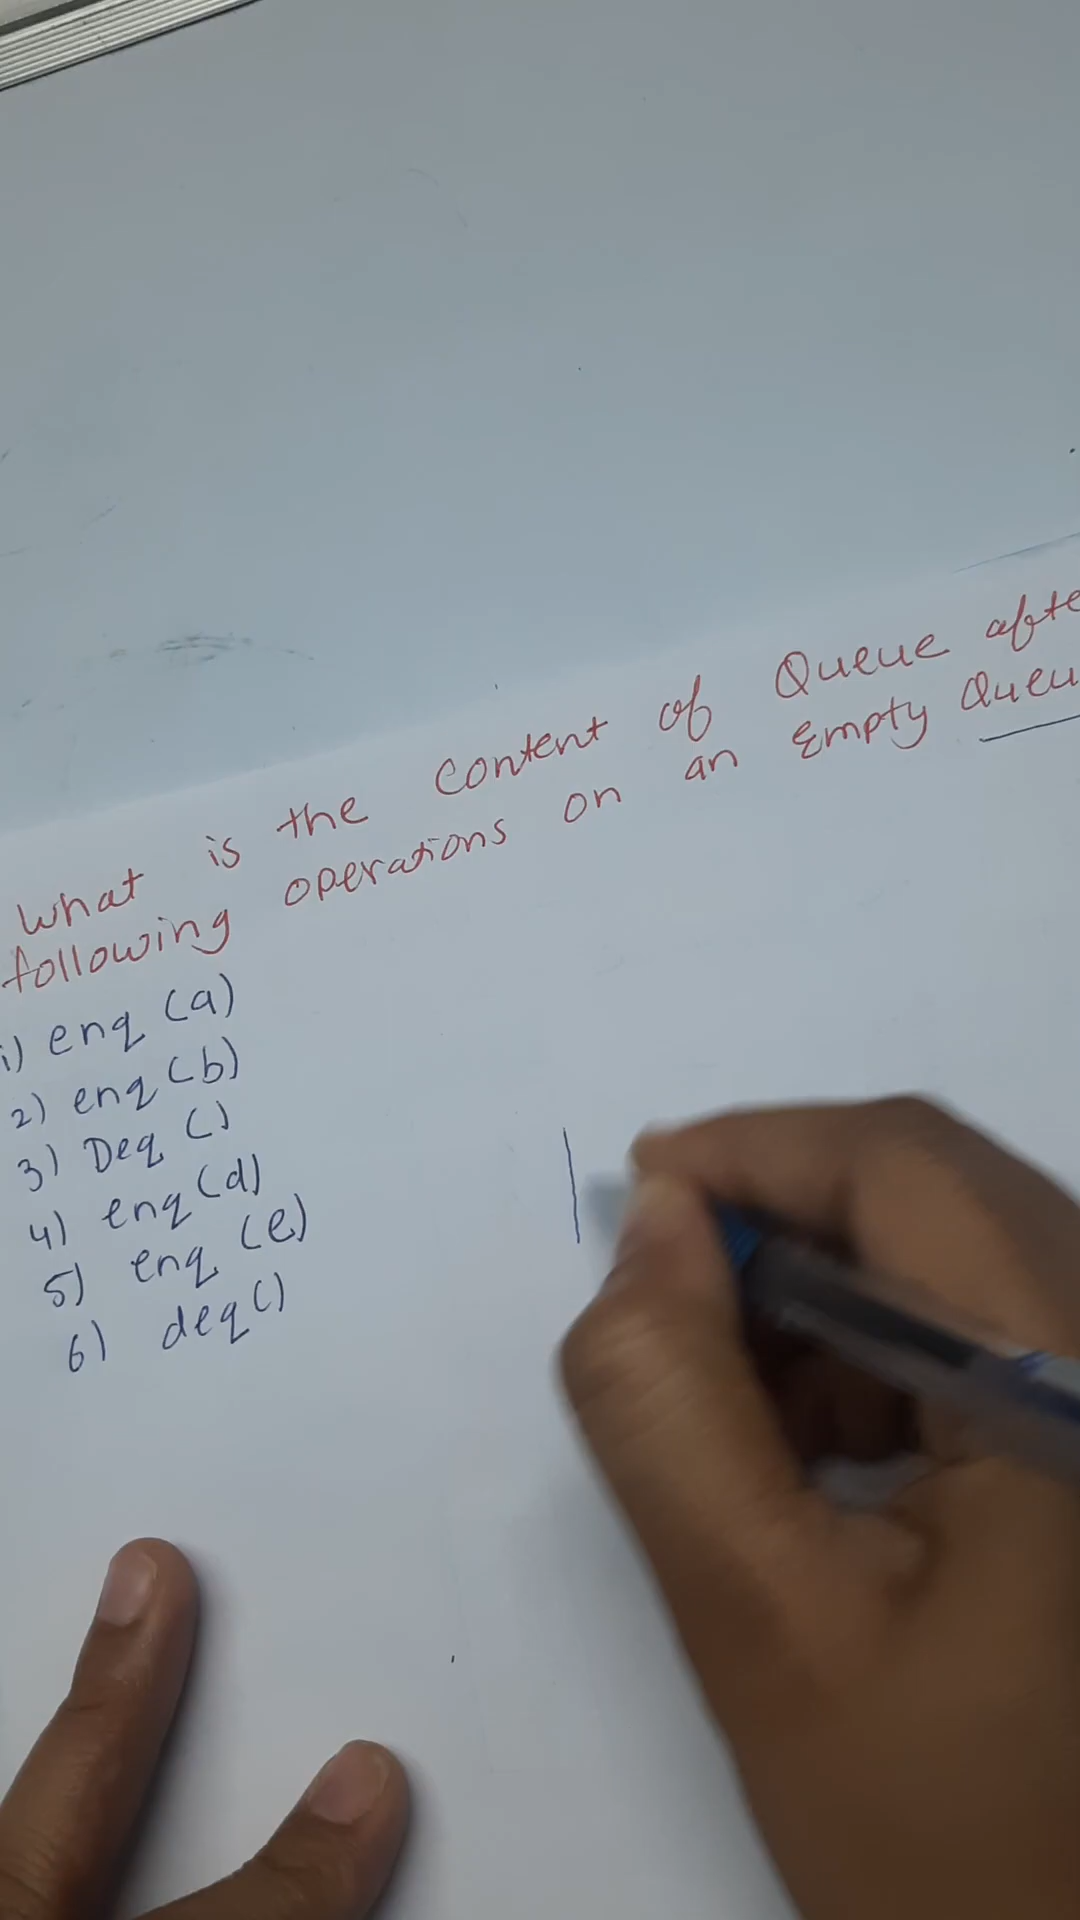 What is the Content of Queue afte
following operations on an Empty Queu
1) enq (a)
2) enq (b)
3) Deq ()
4) enq (d)
5) enq (e)
6) deq ()